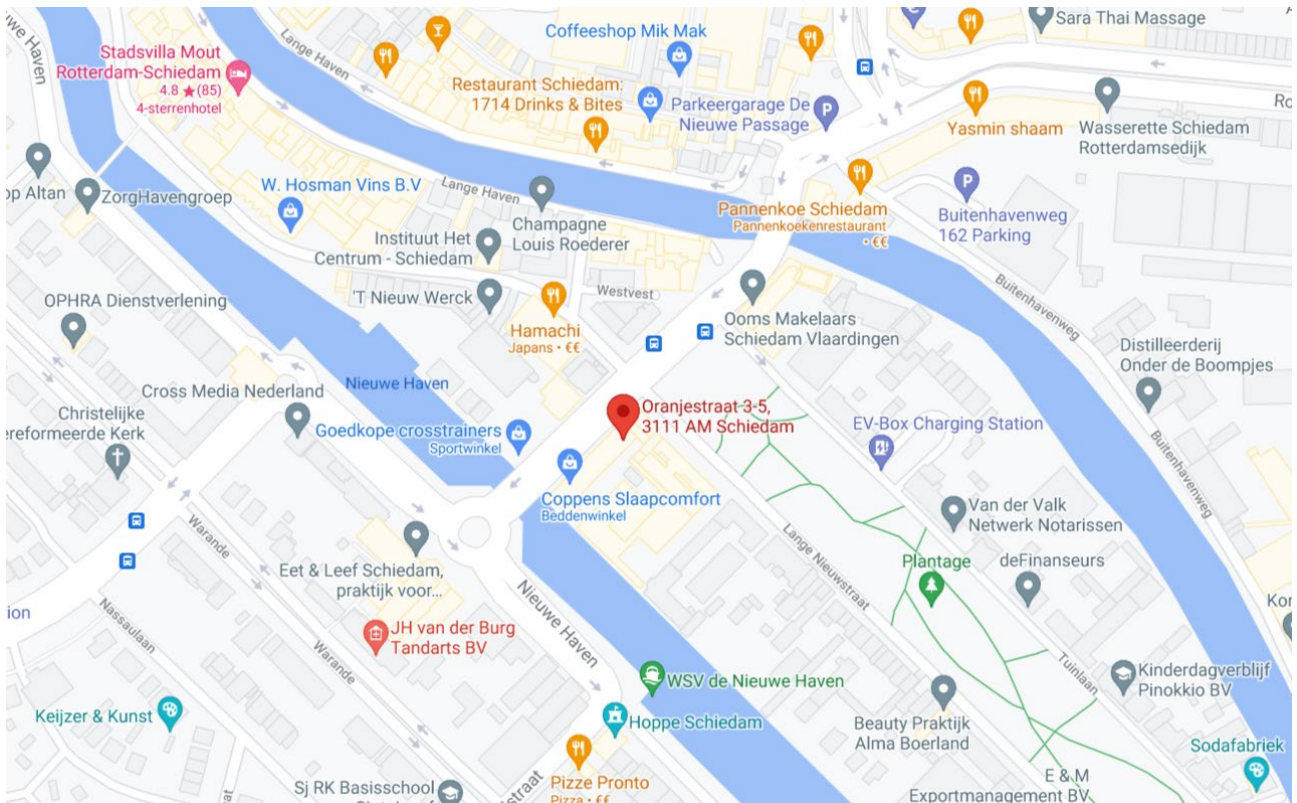 Sara Thai Massage
A
uwe Haven
Stadsvilla Mout
Rotterdam-Schiedam
4.8 ★ (85)
4-sterrenhotel
Lange Haven
Coffeeshop Mik Mak
Restaurant Schiedam:
1714 Drinks & Bites
Parkeergarage De
Nieuwe Passage
P
Yasmin shaam
Ro
Wasserette Schiedam
Rotterdamsedijk
op Altan
ZorgHavengroep
W. Hosman Vins B.V
Lange Haven
Champagne
Louis Roederer
Pannenkoe Schiedam
Pannenkoekenrestaurant
• €€
P
Buitenhavenweg
162 Parking
Instituut Het
Centrum - Schiedam
'T Nieuw Werck
Westvest
Buitenhavenweg
OPHRA Dienstverlening
Hamachi
Japans • €€
Ooms Makelaars
Schiedam Vlaardingen
Distilleerderij
Onder de Boompjes
Nieuwe Haven
Cross Media Nederland
Christelijke
ereformeerde Kerk
Goedkope crosstrainers
Sportwinkel
Oranjestraat 3-5,
3111 AM Schiedam
EV-Box Charging Station
Buitenhavenweg
Coppens Slaapcomfort
Beddenwinkel
Van der Valk
Netwerk Notarissen
Warande
Lange Nieuwstraat
Eet & Leef Schiedam,
praktijk voor...
Plantage
deFinanseurs
ion
Nassaulaan
Nieuwe Haven
Kor
JH van der Burg
Tandarts BV
Warande
Tuinlaan
WSV de Nieuwe Haven
Kinderdagverblijf
Pinokkio BV
Keijzer & Kunst
Hoppe Schiedam
Beauty Praktijk
Alma Boerland
Sodafabriek
Pizze Pronto
Pizza • €€
Sj RK Basisschool
straat
E & M
Exportmanagement BV